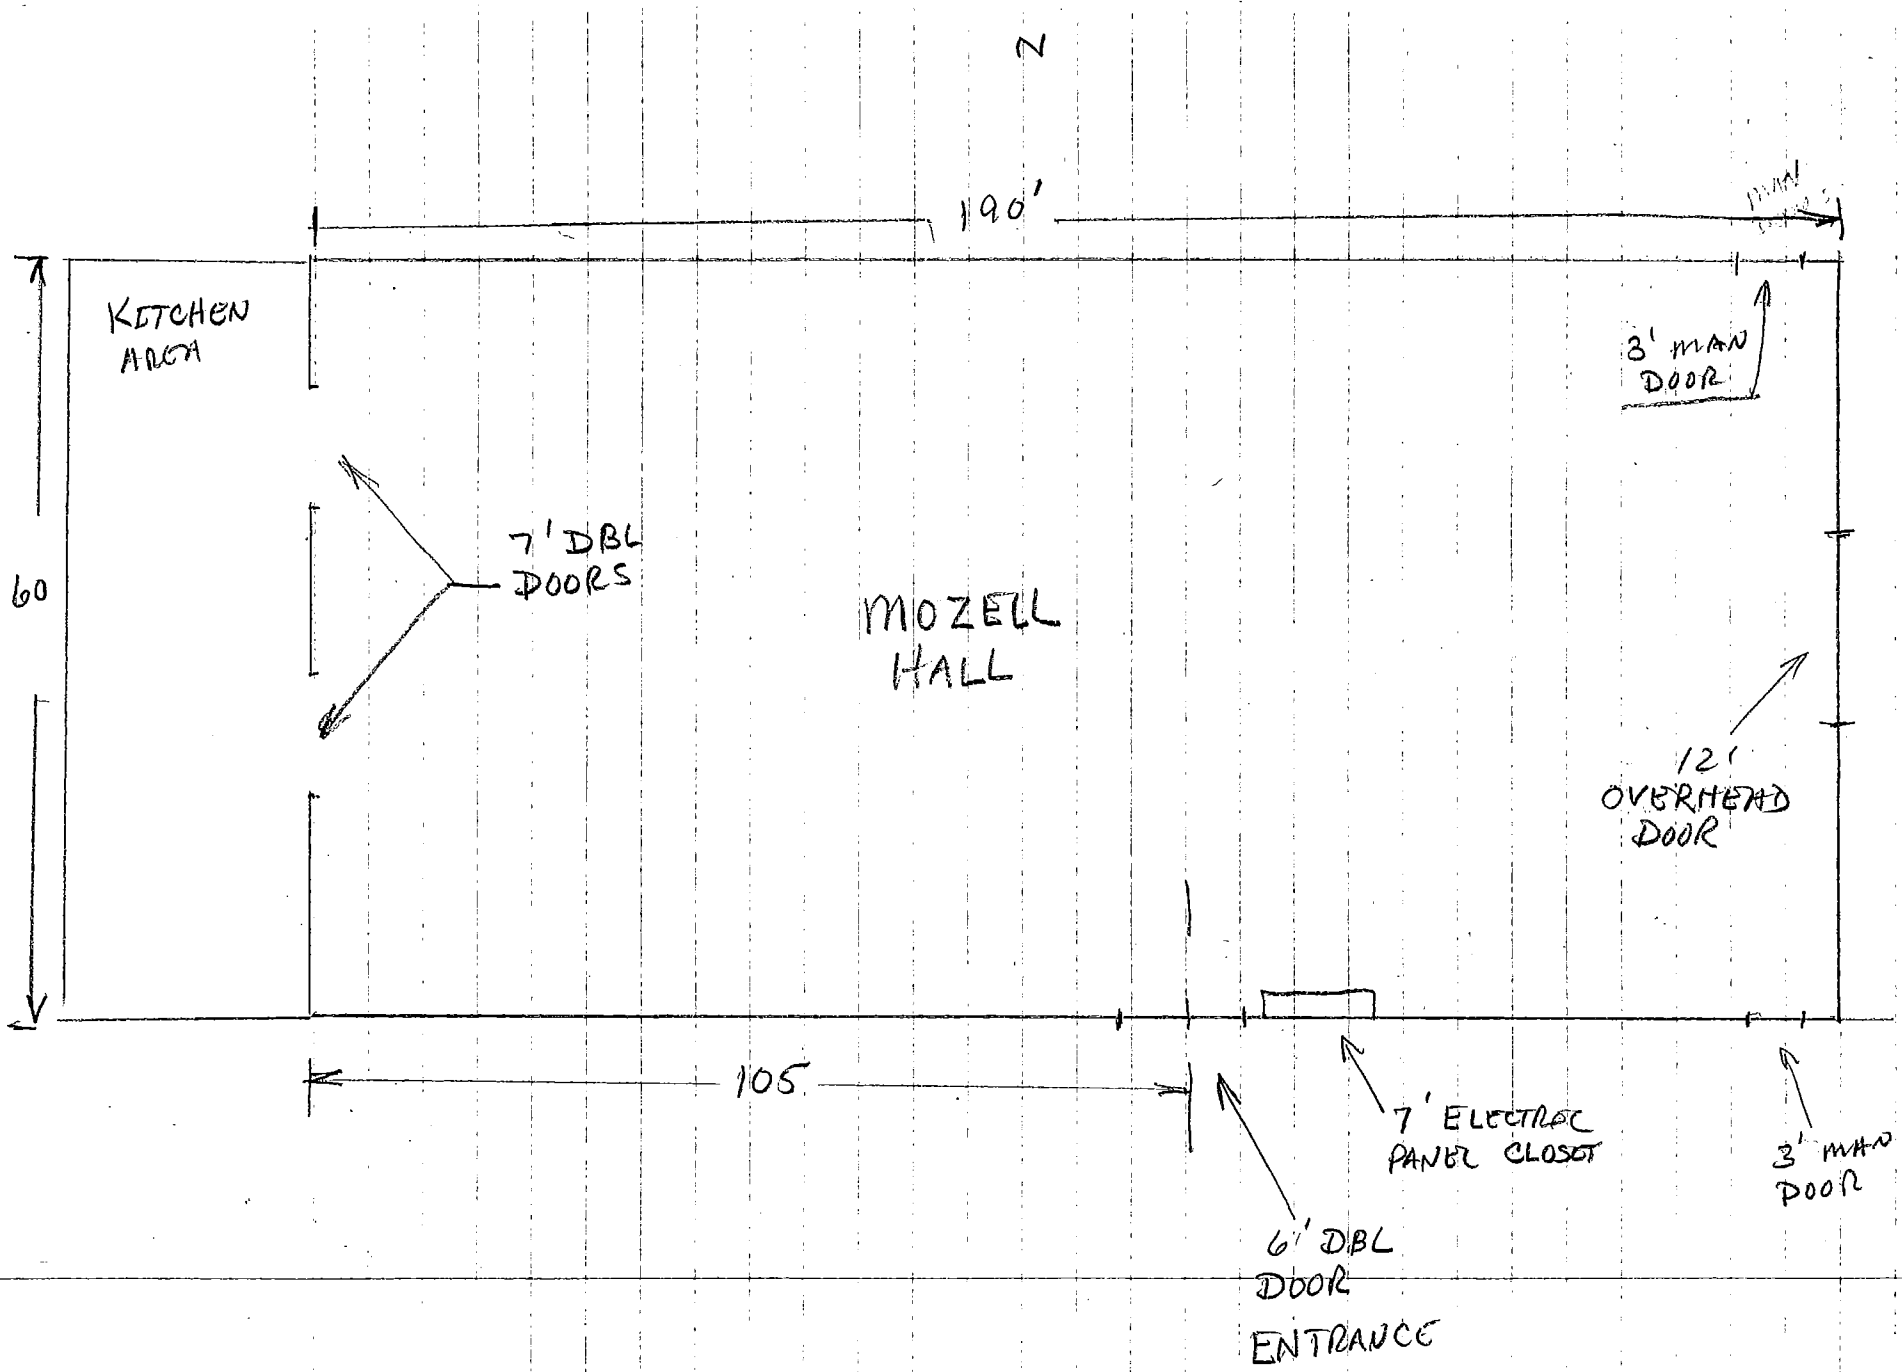 N
190'
KITCHEN
AREA
3' MAN
DOOR
7' DBL
DOORS
60
MOZELL
HALL
12'
OVERHEAD
DOOR
105
7' ELECTRIC
PANEL CLOSET
3' MAN
DOOR
6' DBL
DOOR
ENTRANCE